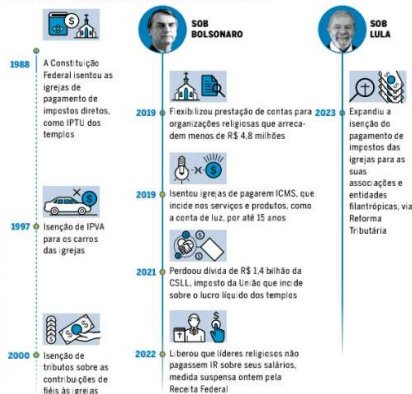 1988
A Constituição
Federal isentou as
igrejas de
pagamento de
impostos diretos,
como IPTU dos
templos
1997
Isenção de IPVA
para os carros
das igrejas
2000
Isenção de
tributos sobre as
contribuições de
fiéis às igrejas
SOB
BOLSONARO
2019
Flexibilizou prestação de contas para
organizações religiosas que arreca-
dem menos de R$ 4,8 milhões
2019
Isentou igrejas de pagarem ICMS, que
incide nos serviços e produtos, como
a conta de luz, por até 15 anos
2021
Perdoou dívida de R$ 1,4 bilhão da
CSLL, imposto da União que incide
sobre o lucro líquido dos templos
2022
Liberou que líderes religiosos não
pagassem IR sobre seus salários,
medida suspensa ontem pela
Receita Federal
SOB
LULA
2023
Expandiu a
isenção do
pagamento de
impostos das
igrejas para as
suas
associações e
entidades
filantrópicas, via
Reforma
Tributária